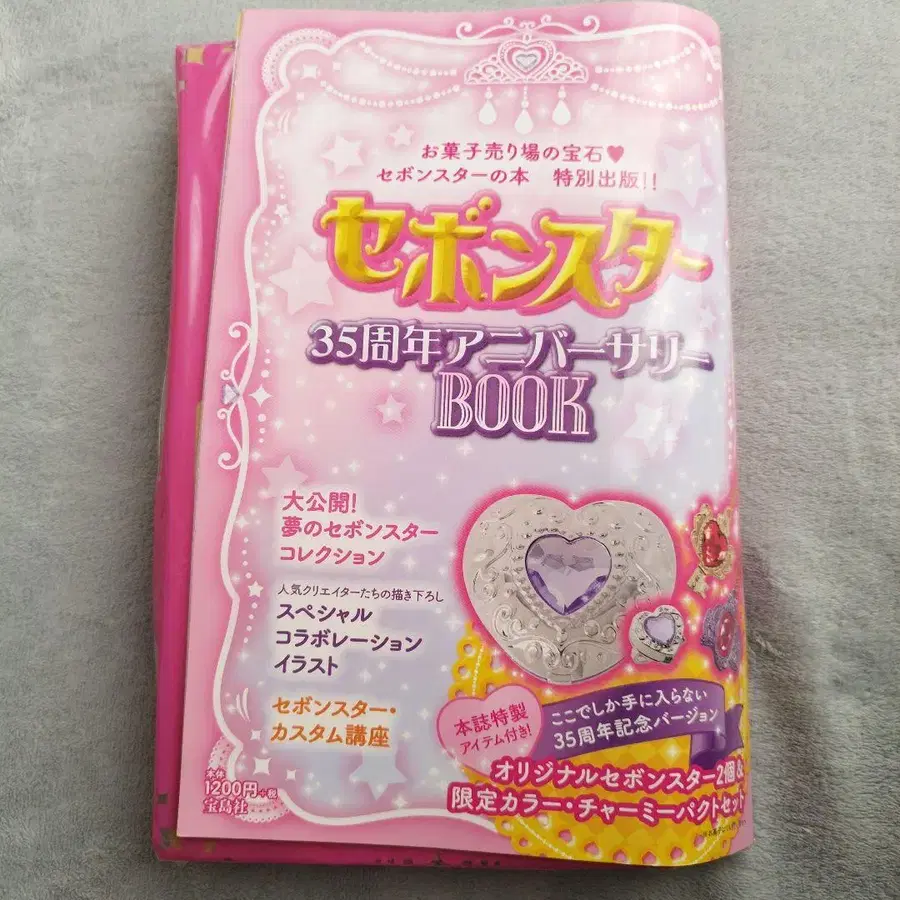 お菓子売り場の宝石♥
セボンスターの本 特別出版!!
セボンスター
35周年アニバーサリー
BOOK
大公開!
夢のセボンスター
コレクション
人気クリエイターたちの描き下ろし
スペシャル
コラボレーション
イラスト
セボンスター・
カスタム講座
本誌特製
アイテム付き!
ここでしか手に入らない
35周年記念バージョン
オリジナルセボンスター2個&
限定カラー・チャーミーパクトセット
本体
1200円+税
宝島社